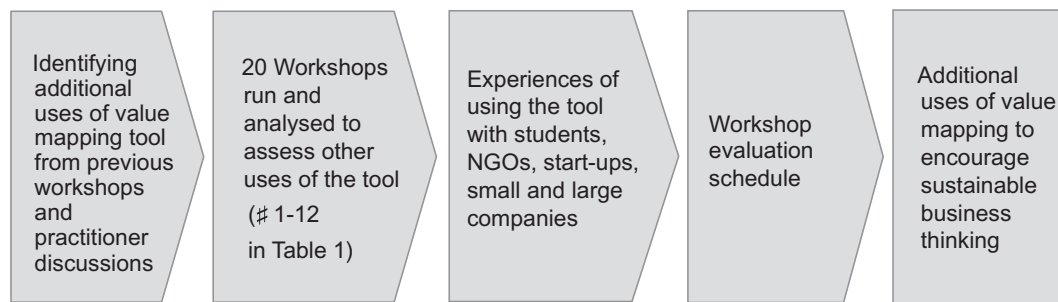 Identifying
additional
uses of value
mapping tool
from previous
workshops
and
practitioner
discussions
20 Workshops
run and
analysed to
assess other
uses of the tool
(♯ 1-12
in Table 1)
Experiences of
using the tool
with students,
NGOs, start-ups,
small and large
companies
Workshop
evaluation
schedule
Additional
uses of value
mapping to
encourage
sustainable
business
thinking